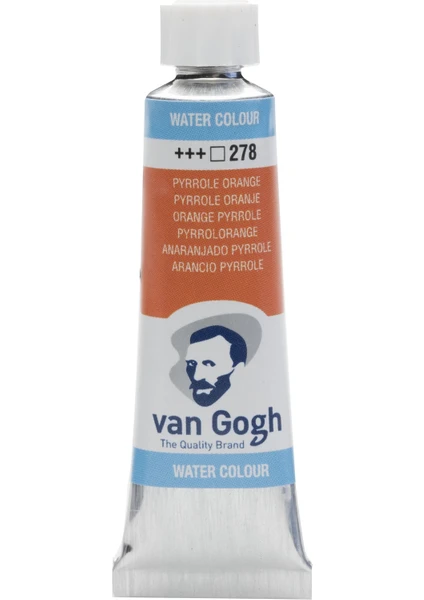 WATER COLOUR
+++□278
PYRROLE ORANGE
PYRROLE ORANJE
ORANGE PYRROLE
PYRROLORANGE
ANARANJADO PYRROLE
ARANCIO PYRROLE
van Gogh
The Quality Brand
WATER COLOUR